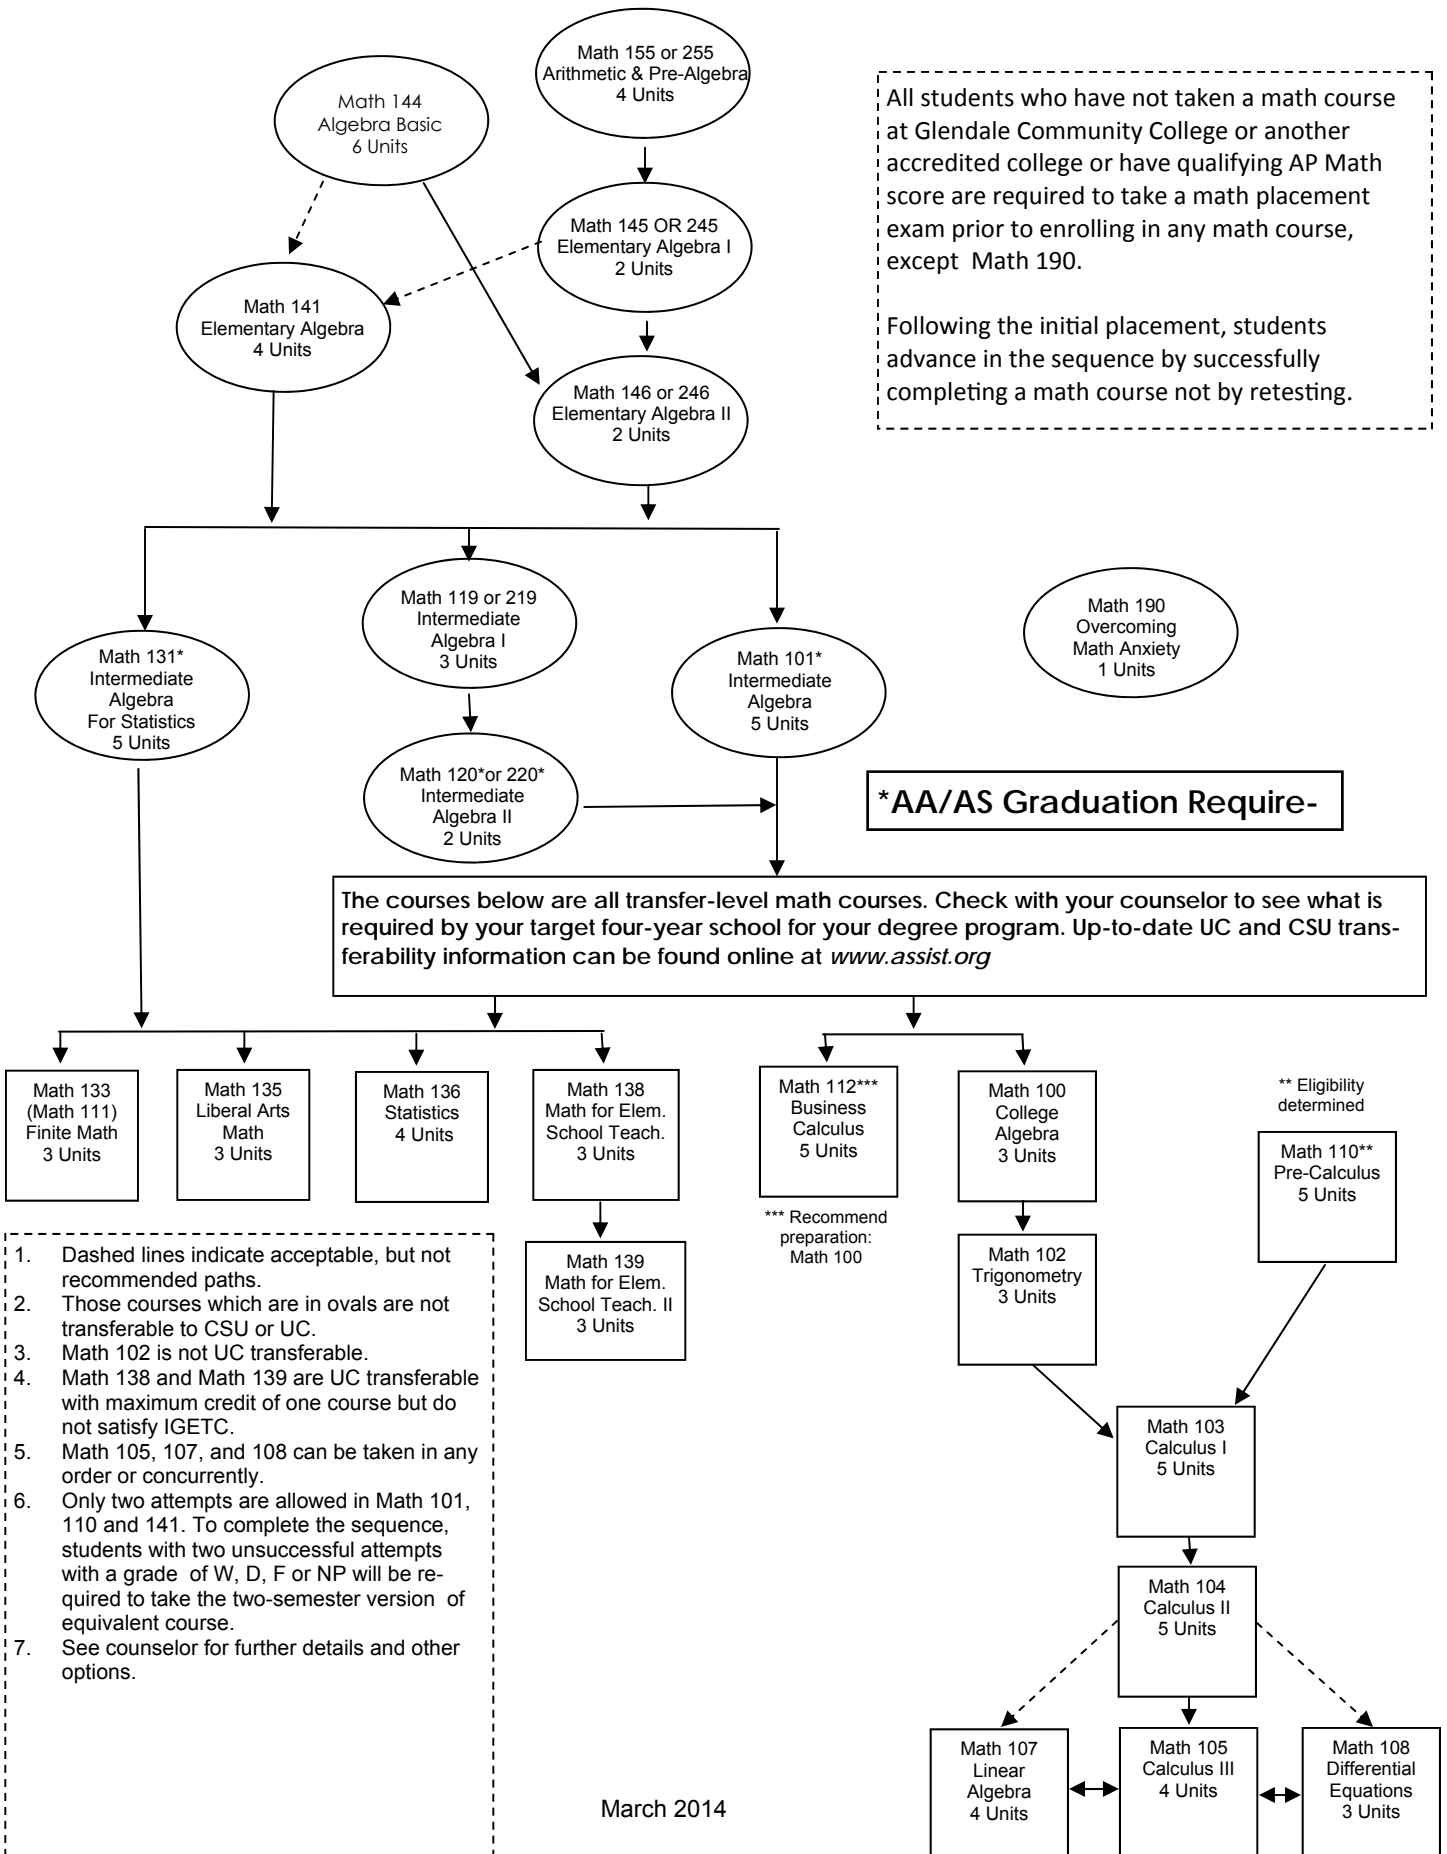 Math 155 or 255
Arithmetic & Pre-Algebra
4 Units
Math 144
Algebra Basic
6 Units
All students who have not taken a math course
at Glendale Community College or another
accredited college or have qualifying AP Math
score are required to take a math placement
exam prior to enrolling in any math course,
except  Math 190.
Following the initial placement, students
advance in the sequence by successfully
completing a math course not by retesting.
Math 145 OR 245
Elementary Algebra I
2 Units
Math 141
Elementary Algebra
4 Units
Math 146 or 246
Elementary Algebra II
2 Units
Math 119 or 219
Intermediate
Algebra I
3 Units
Math 190
Overcoming
Math Anxiety
1 Units
Math 131*
Intermediate
Algebra
For Statistics
5 Units
Math 101*
Intermediate
Algebra
5 Units
Math 120*or 220*
Intermediate
Algebra II
2 Units
*AA/AS Graduation Require-
The courses below are all transfer-level math courses. Check with your counselor to see what is
required by your target four-year school for your degree program. Up-to-date UC and CSU trans-
ferability information can be found online at www.assist.org
Math 133
(Math 111)
Finite Math
3 Units
Math 135
Liberal Arts
Math
3 Units
Math 136
Statistics
4 Units
Math 138
Math for Elem.
School Teach.
3 Units
Math 112***
Business
Calculus
5 Units
Math 100
College
Algebra
3 Units
** Eligibility
determined
Math 110**
Pre-Calculus
5 Units
*** Recommend
preparation:
Math 100
Math 139
Math for Elem.
School Teach. II
3 Units
Math 102
Trigonometry
3 Units
1. Dashed lines indicate acceptable, but not
recommended paths.
2. Those courses which are in ovals are not
transferable to CSU or UC.
3. Math 102 is not UC transferable.
4. Math 138 and Math 139 are UC transferable
with maximum credit of one course but do
not satisfy IGETC.
5. Math 105, 107, and 108 can be taken in any
order or concurrently.
6. Only two attempts are allowed in Math 101,
110 and 141. To complete the sequence,
students with two unsuccessful attempts
with a grade  of W, D, F or NP will be re-
quired to take the two-semester version  of
equivalent course.
7. See counselor for further details and other
options.
Math 103
Calculus I
5 Units
Math 104
Calculus II
5 Units
Math 107
Linear
Algebra
4 Units
Math 105
Calculus III
4 Units
Math 108
Differential
Equations
3 Units
March 2014